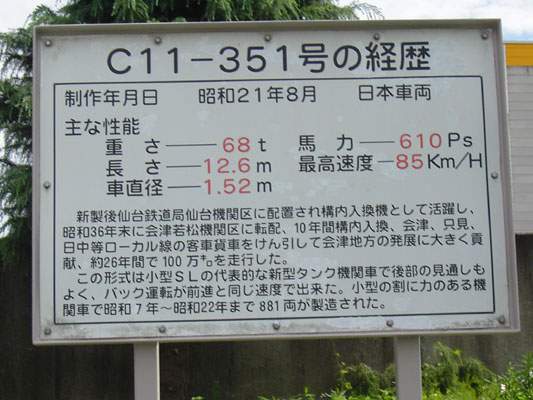 C11－351号の経歴
制作年月日　昭和21年8月　日本車両
主な性能
重さ――68t　馬力――610Ps
長さ――12.6m　最高速度－85Km/H
車直径――1.52m
新製後仙台鉄道局仙台機関区に配置され構内入換機として活躍し、
昭和36年末に会津若松機関区に転配、10年間構内入換、会津、只見、
日中等ローカル線の客車貨車をけん引して会津地方の発展に大きく貢
献、約26年間で100万㌔を走行した。
この形式は小型ＳＬの代表的な新型タンク機関車で後部の見通しも
よく、バック運転が前進と同じ速度で出来た。小型の割に力のある機
関車で昭和7年～昭和22年まで881両が製造された。